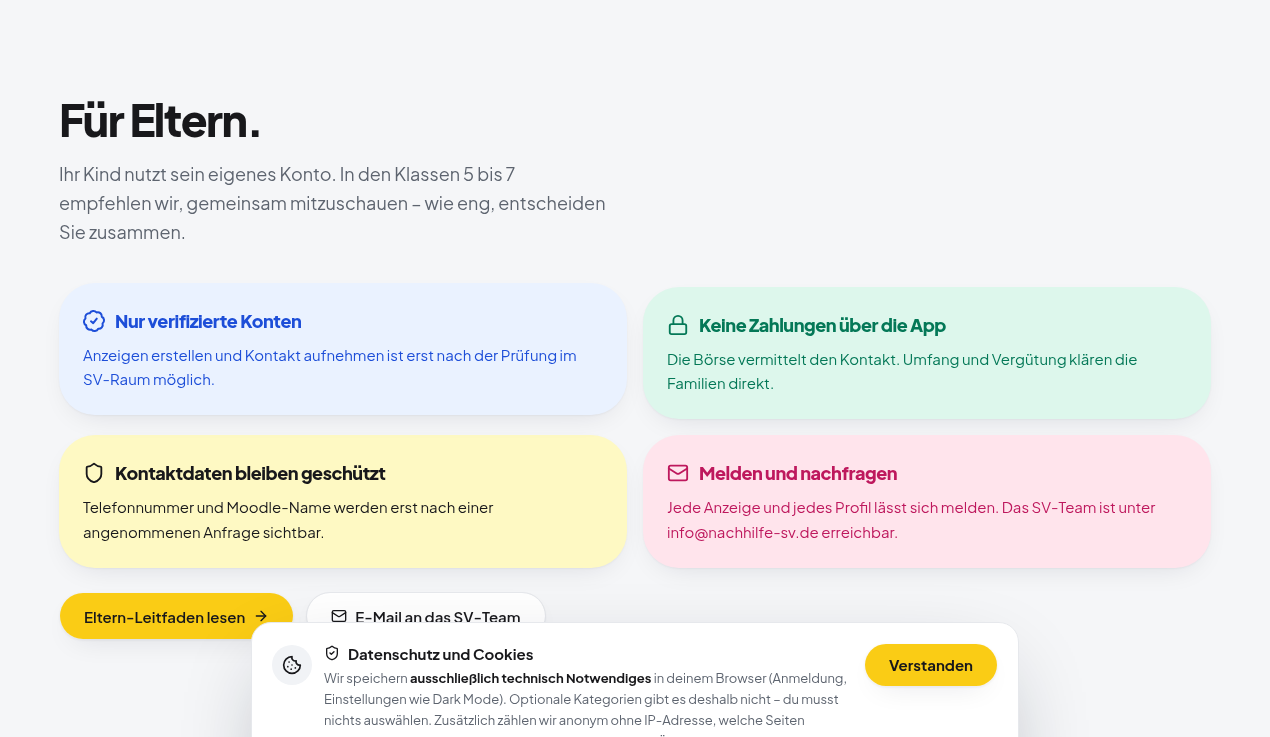 Für Eltern.
Ihr Kind nutzt sein eigenes Konto. In den Klassen 5 bis 7
empfehlen wir, gemeinsam mitzuschauen – wie eng, entscheiden
Sie zusammen.
Nur verifizierte Konten
Anzeigen erstellen und Kontakt aufnehmen ist erst nach der Prüfung im
SV-Raum möglich.
Keine Zahlungen über die App
Die Börse vermittelt den Kontakt. Umfang und Vergütung klären die
Familien direkt.
Kontaktdaten bleiben geschützt
Telefonnummer und Moodle-Name werden erst nach einer
angenommenen Anfrage sichtbar.
Melden und nachfragen
Jede Anzeige und jedes Profil lässt sich melden. Das SV-Team ist unter
info@nachhilfe-sv.de erreichbar.
Eltern-Leitfaden lesen
E-Mail an das SV-Team
Datenschutz und Cookies
Wir speichern ausschließlich technisch Notwendiges in deinem Browser (Anmeldung,
Einstellungen wie Dark Mode). Optionale Kategorien gibt es deshalb nicht – du musst
nichts auswählen. Zusätzlich zählen wir anonym ohne IP-Adresse, welche Seiten
Verstanden